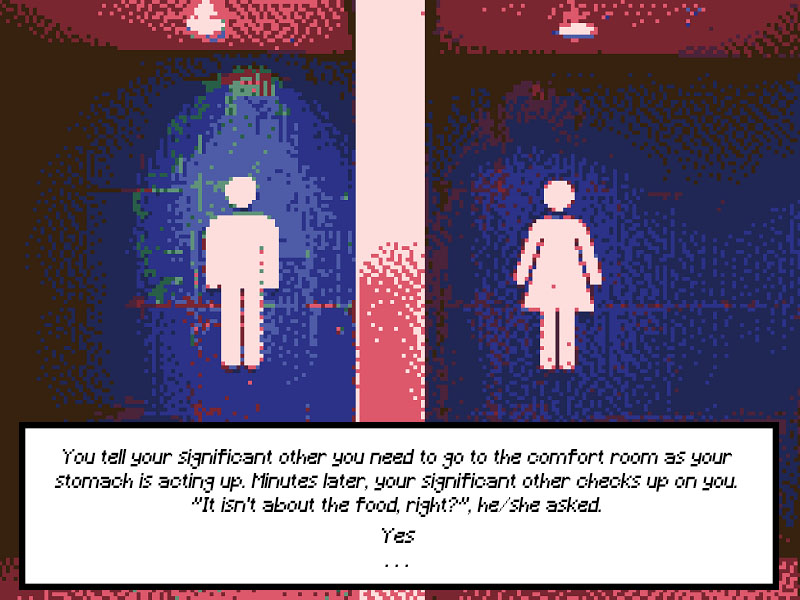 You tell your significant other you need to go to the comfort room as your
stomach is acting up. Minutes later, your significant other checks up on you.
"It isn't about the food, right?", he/she asked.
Yes
...